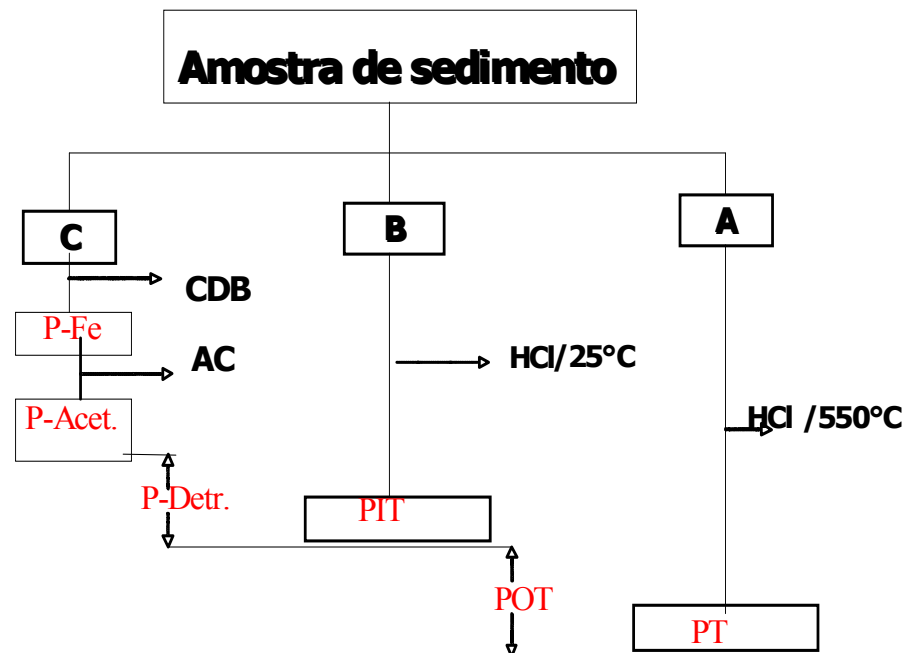 Amostra de sedimento
C
B
A
CDB
P-Fe
AC
HCl/25°C
P-Acet.
HCl /550°C
P-Detr.
PIT
POT
PT